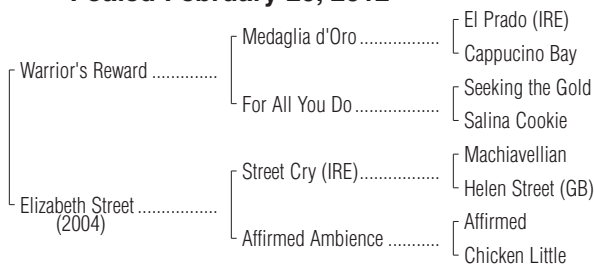 Foaled February 20, 2012
El Prado (IRE)
Medaglia d'Oro
Cappucino Bay
Warrior's Reward
Seeking the Gold
For All You Do
Salina Cookie
Machiavellian
Street Cry (IRE)
Helen Street (GB)
Elizabeth Street
(2004)
Affirmed
Affirmed Ambience
Chicken Little